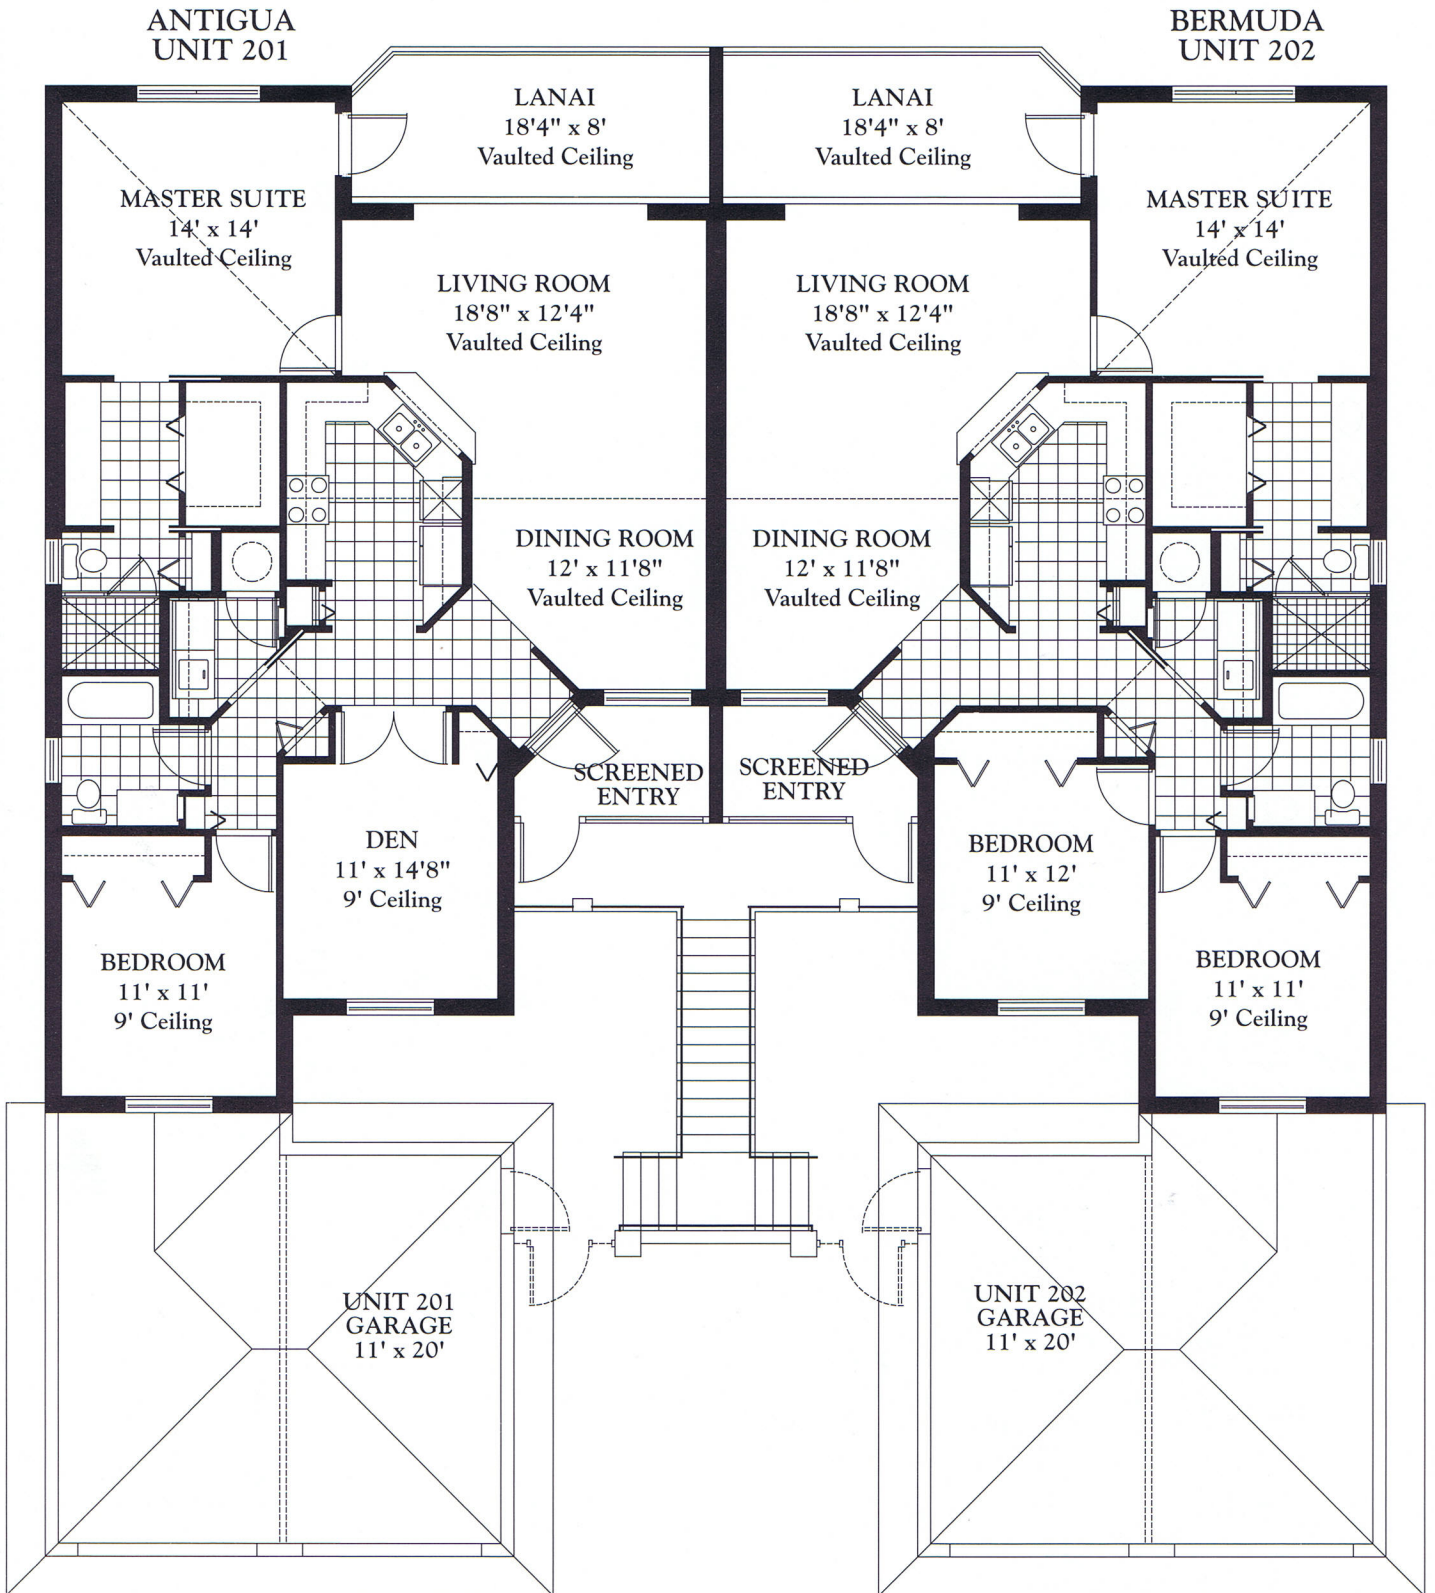 ANTIGUA
UNIT 201
BERMUDA
UNIT 202
LANAI
18'4" x 8'
Vaulted Ceiling
LANAI
18'4" x 8'
Vaulted Ceiling
MASTER SUITE
14' x 14'
Vaulted Ceiling
MASTER SUITE
14' x 14'
Vaulted Ceiling
LIVING ROOM
18'8" x 12'4"
Vaulted Ceiling
LIVING ROOM
18'8" x 12'4"
Vaulted Ceiling
DINING ROOM
12' x 11'8"
Vaulted Ceiling
DINING ROOM
12' x 11'8"
Vaulted Ceiling
SCREENED
ENTRY
SCREENED
ENTRY
DEN
11' x 14'8"
9' Ceiling
BEDROOM
11' x 12'
9' Ceiling
BEDROOM
11' x 11'
9' Ceiling
BEDROOM
11' x 11'
9' Ceiling
UNIT 201
GARAGE
11' x 20'
UNIT 202
GARAGE
11' x 20'